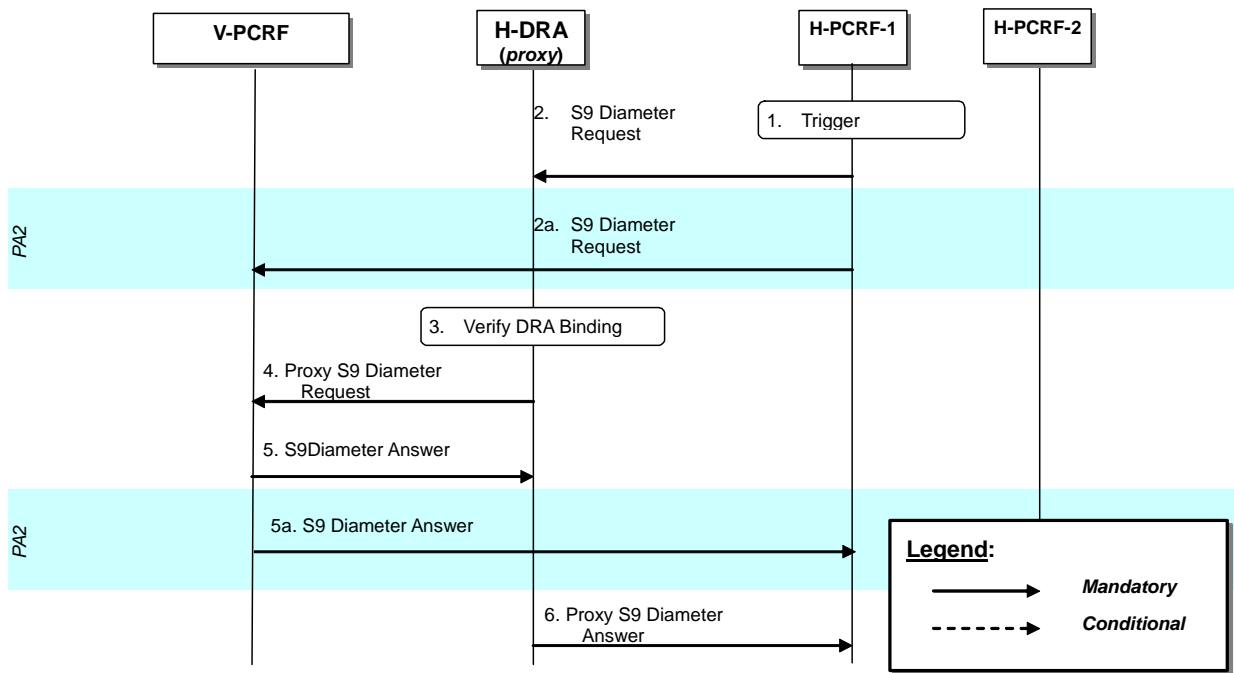 V-PCRF
H-DRA
(proxy)
H-PCRF-1
H-PCRF-2
1. Trigger
2. S9 Diameter
Request
PA2
2a. S9 Diameter
Request
3. Verify DRA Binding
4. Proxy S9 Diameter
Request
5. S9Diameter Answer
PA2
5a. S9 Diameter Answer
6. Proxy S9 Diameter
Answer
Legend:
Mandatory
Conditional